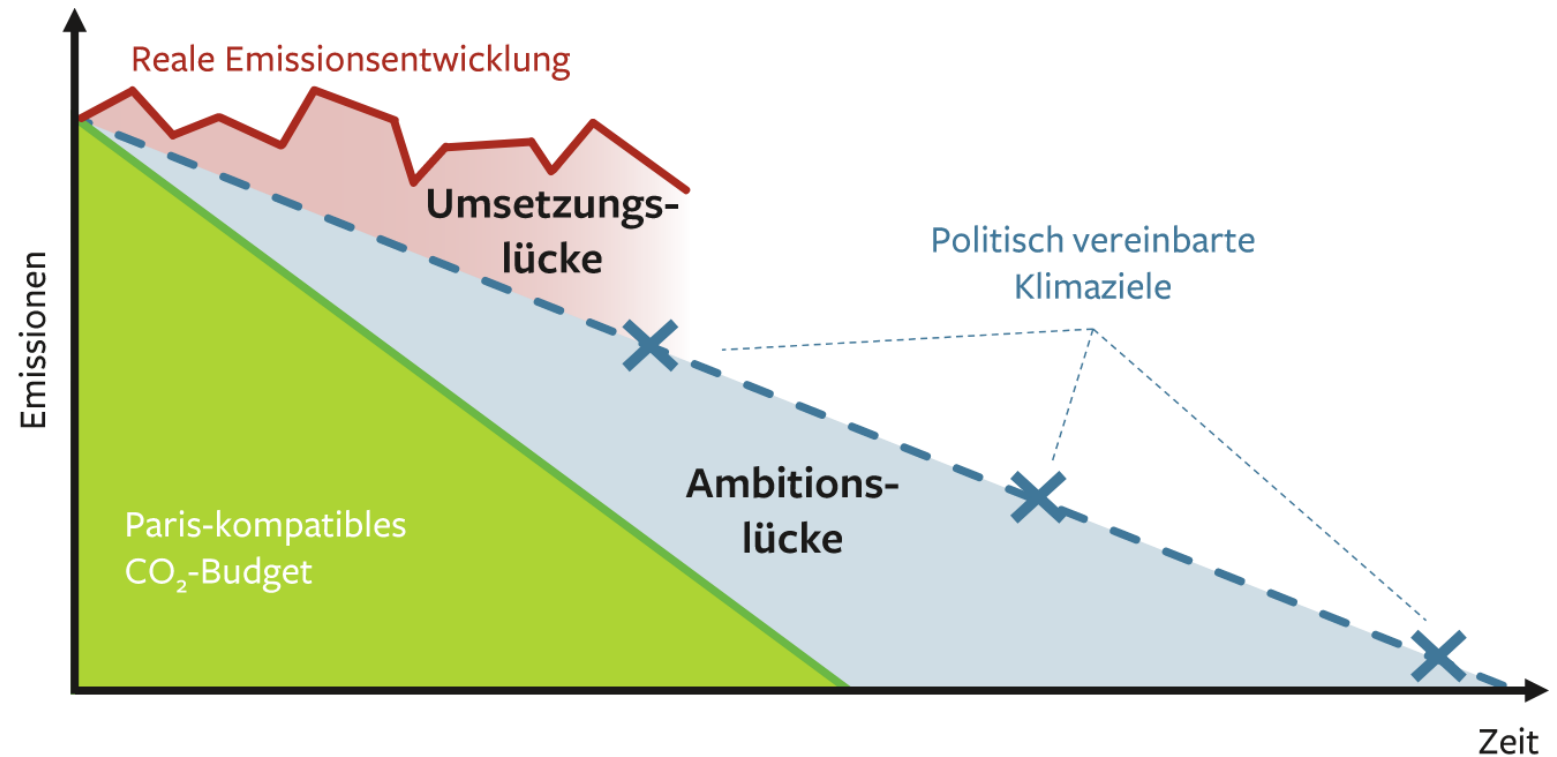 Reale Emissionsentwicklung
Umsetzungs-
lücke
Politisch vereinbarte
Klimaziele
Emissionen
Ambitions-
lücke
Paris-kompatibles
CO₂-Budget
Zeit